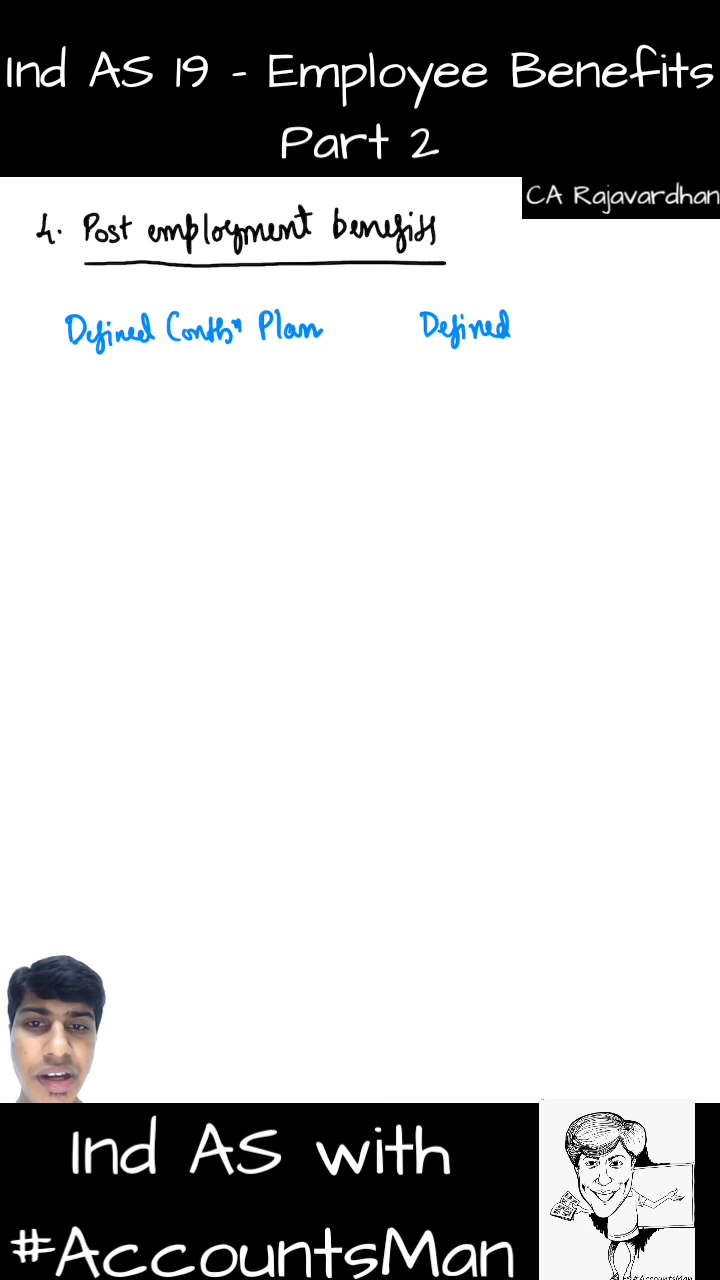 Ind AS 19 - Employee Benefits
Part 2
CA Rajavardhan
4. Post employment benefits
Defined Contbn Plan Defined
Ind AS with
#AccountsMan
#AccountsMan